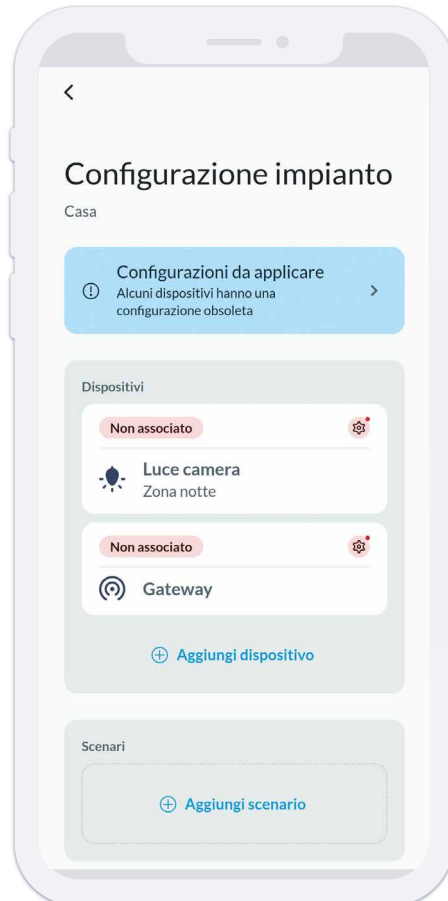 Configurazione impianto
Casa
Configurazioni da applicare
Alcuni dispositivi hanno una
configurazione obsoleta
Dispositivi
Non associato
Luce camera
Zona notte
Non associato
Gateway
Aggiungi dispositivo
Scenari
Aggiungi scenario